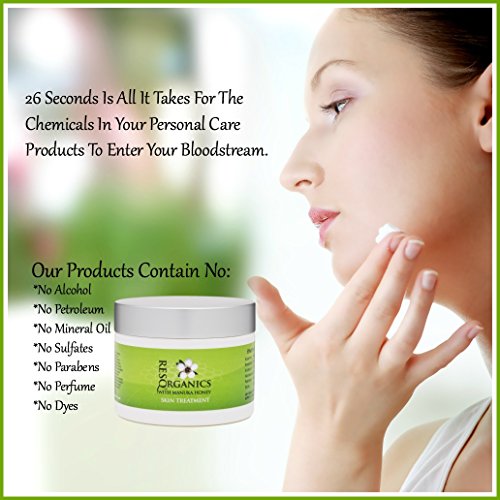 26 Seconds Is All It Takes For The
Chemicals In Your Personal Care
Products To Enter Your Bloodstream.
Our Products Contain No:
*No Alcohol
*No Petroleum
*No Mineral Oil
*No Sulfates
*No Parabens
*No Perfume
*No Dyes
RESQ
ORGANICS
WITH MANUKA HONEY
SKIN TREATMENT